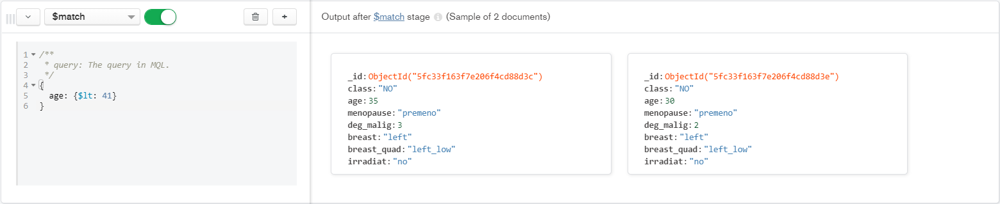 $match
Output after $match stage (Sample of 2 documents)
1 /**
2 * query: The query in MQL.
3 */
4 {
5 age: {$lt: 41}
6 }
_id: ObjectId("5fc33f163f7e206f4cd88d3c")
class: "NO"
age: 35
menopause: "premeno"
deg_malig: 3
breast: "left"
breast_quad: "left_low"
irradiat: "no"
_id: ObjectId("5fc33f163f7e206f4cd88d3e")
class: "NO"
age: 30
menopause: "premeno"
deg_malig: 2
breast: "left"
breast_quad: "left_low"
irradiat: "no"